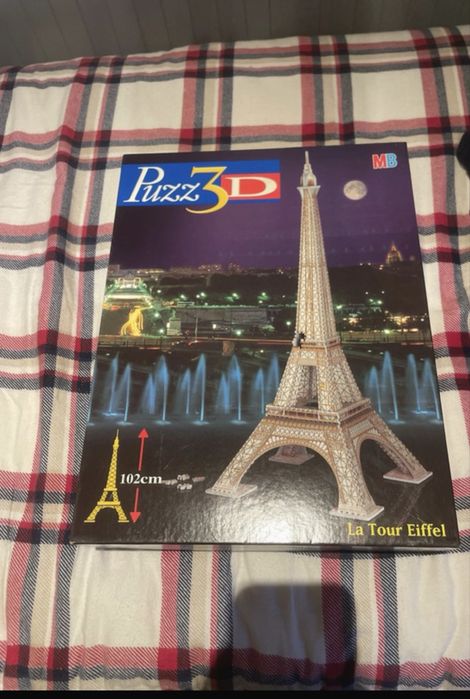 MB
Puzz3D
102cm
La Tour Eiffel